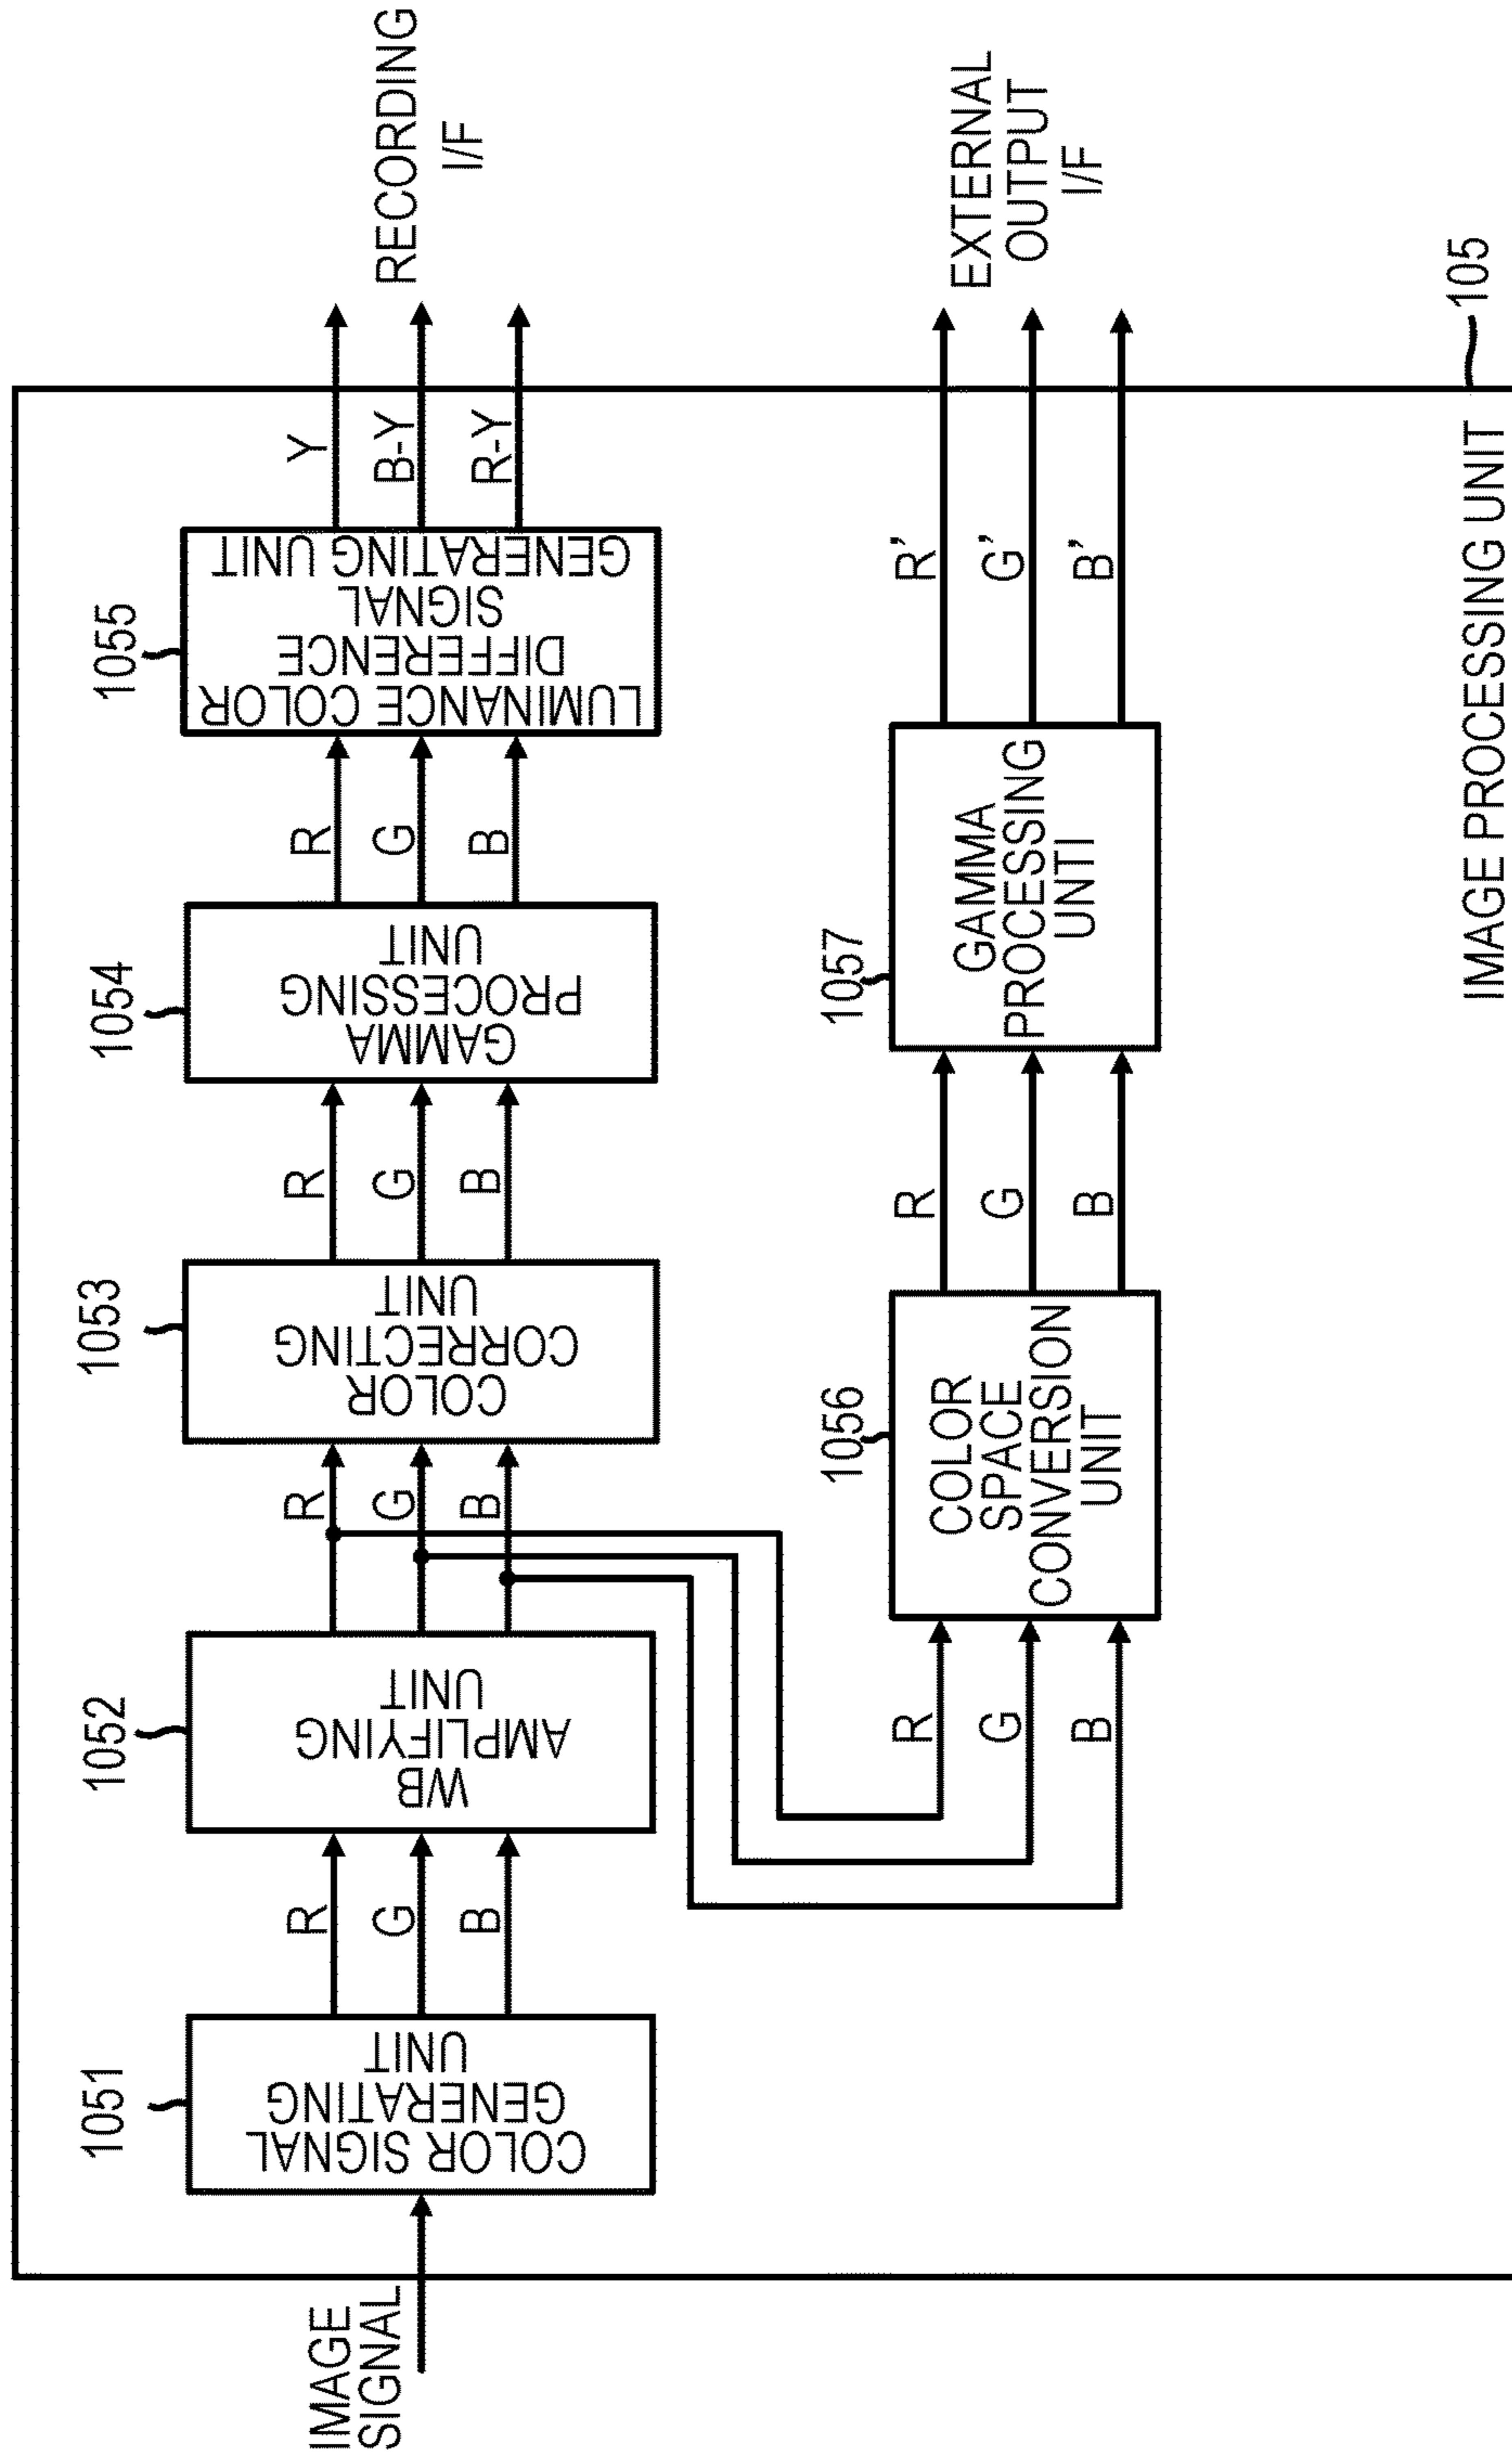 IMAGE
SIGNAL
1051
COLOR SIGNAL
GENERATING
UNIT
R
G
B
1052
WB
AMPLIFYING
UNIT
R
G
B
1053
COLOR
CORRECTING
UNIT
R
G
B
1054
GAMMA
PROCESSING
UNIT
R
G
B
1055
LUMINANCE COLOR
DIFFERENCE
SIGNAL
GENERATING UNIT
Y
B-Y
R-Y
RECORDING
I/F
R
G
B
1056
COLOR
SPACE
CONVERSION
UNIT
R
G
B
1057
GAMMA
PROCESSING
UNTI
R'
G'
B'
EXTERNAL
OUTPUT
I/F
IMAGE PROCESSING UNIT
105